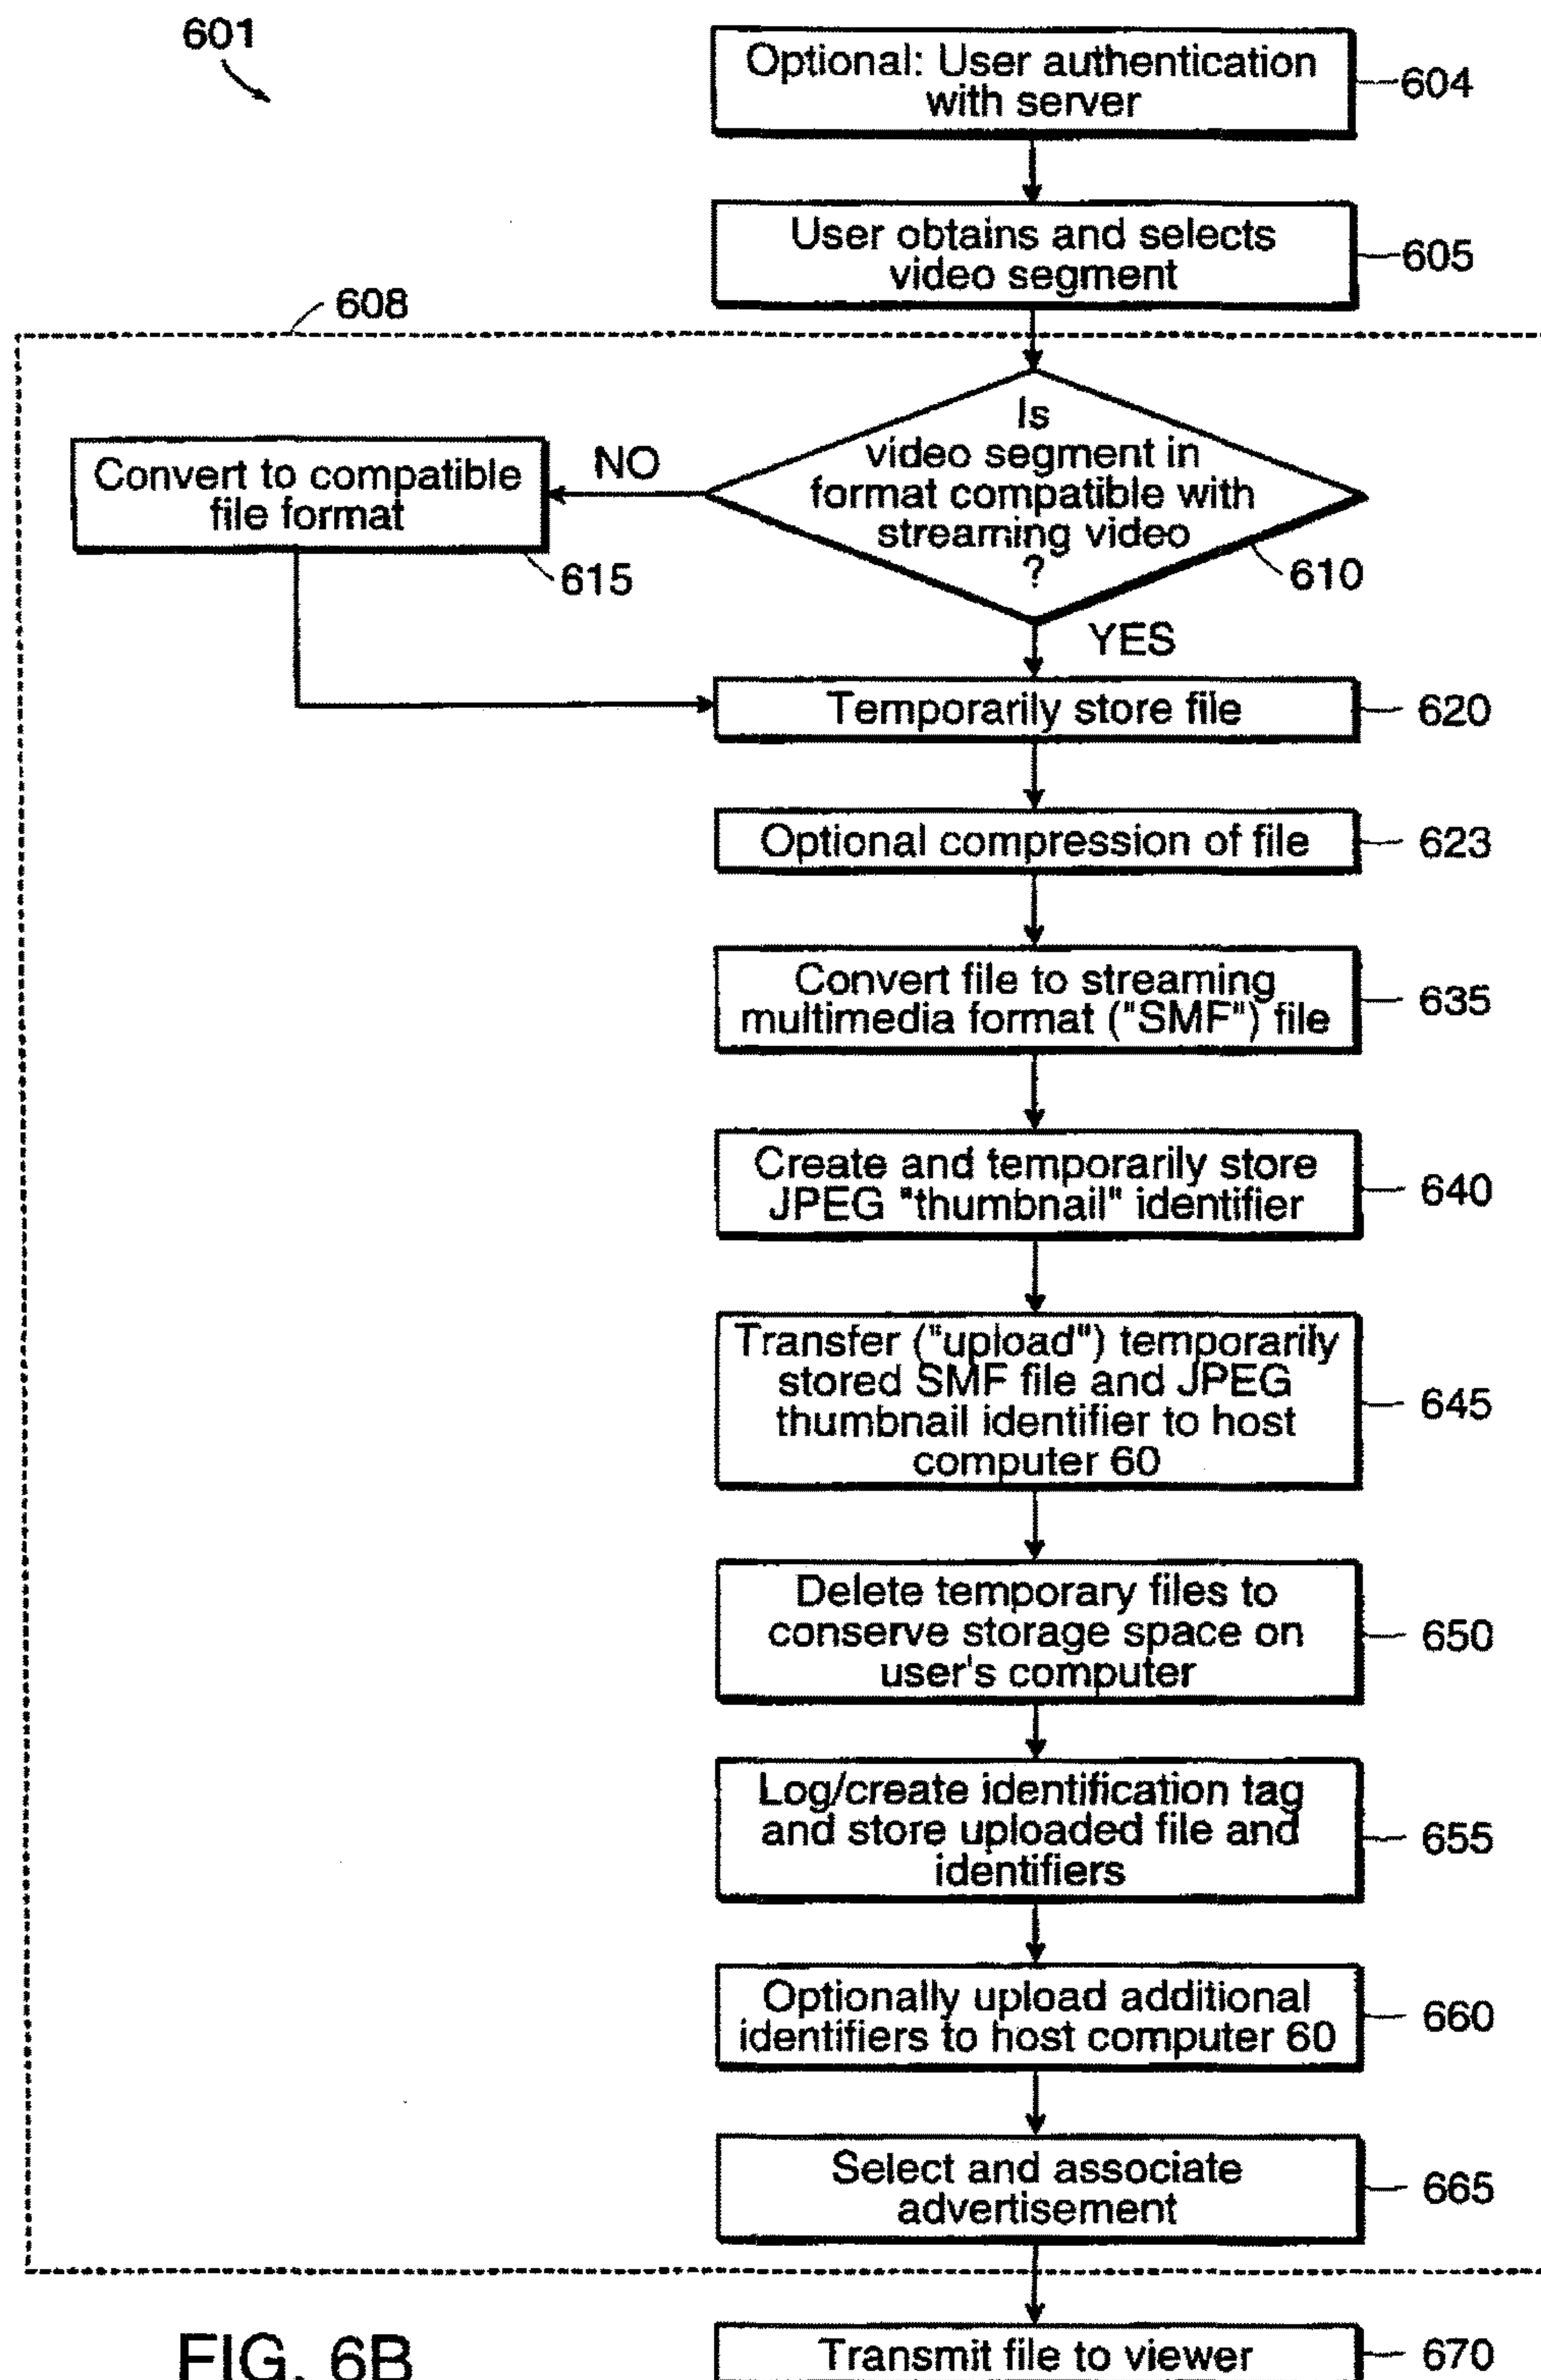 601
Optional: User authentication
with server
604
User obtains and selects
video segment
605
608
Is
video segment in
format compatible with
streaming video
?
610
NO
Convert to compatible
file format
615
YES
Temporarily store file
620
Optional compression of file
623
Convert file to streaming
multimedia format ("SMF") file
635
Create and temporarily store
JPEG "thumbnail" identifier
640
Transfer ("upload") temporarily
stored SMF file and JPEG
thumbnail identifier to host
computer 60
645
Delete temporary files to
conserve storage space on
user's computer
650
Log/create identification tag
and store uploaded file and
identifiers
655
Optionally upload additional
identifiers to host computer 60
660
Select and associate
advertisement
665
Transmit file to viewer
670
FIG. 6B